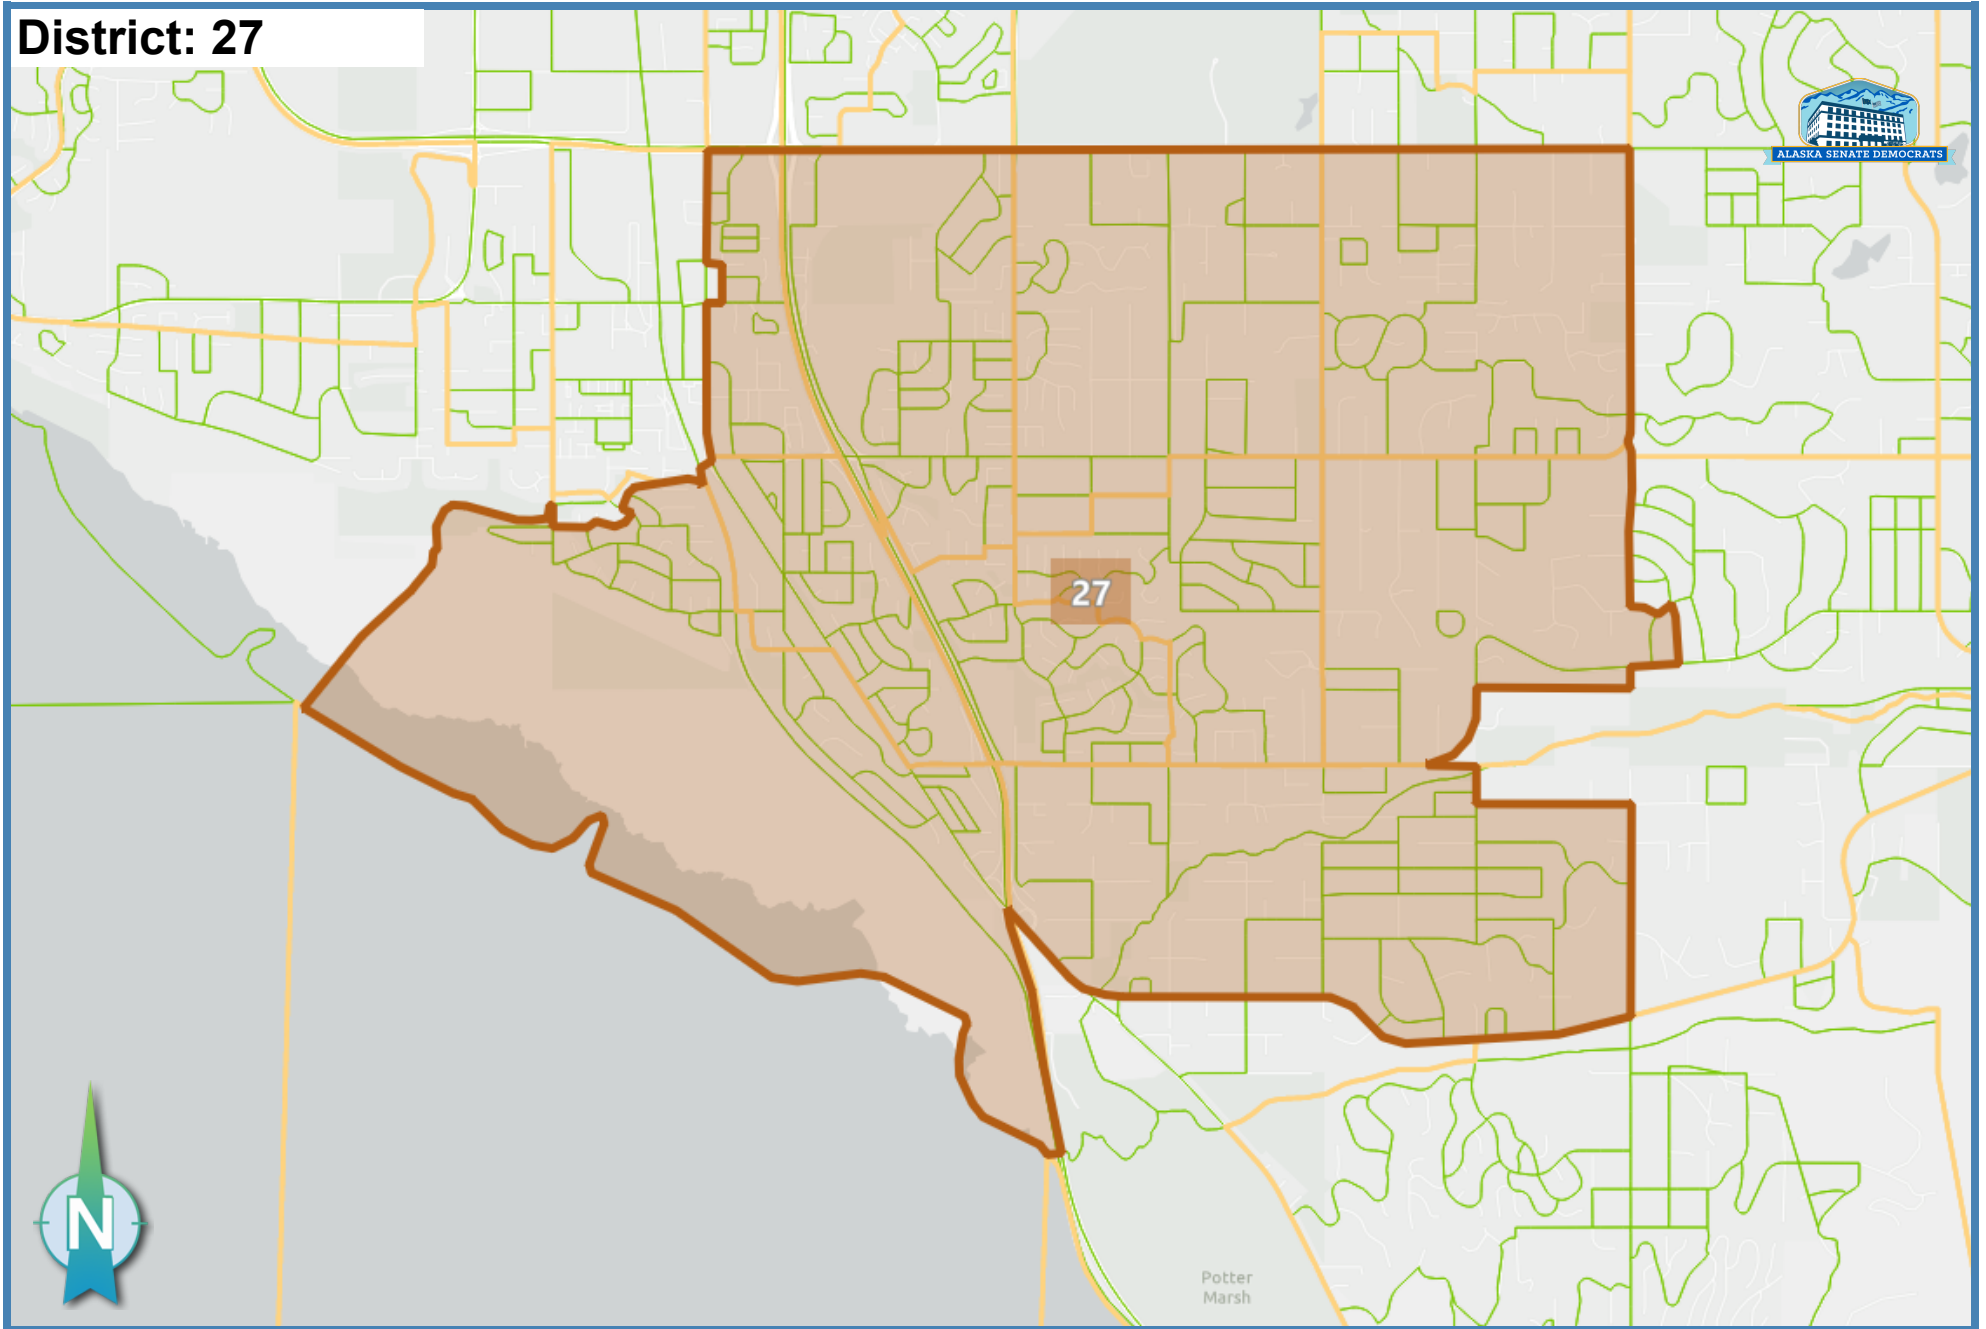 District: 27
ALASKA SENATE DEMOCRATS
27
N
Potter
Marsh